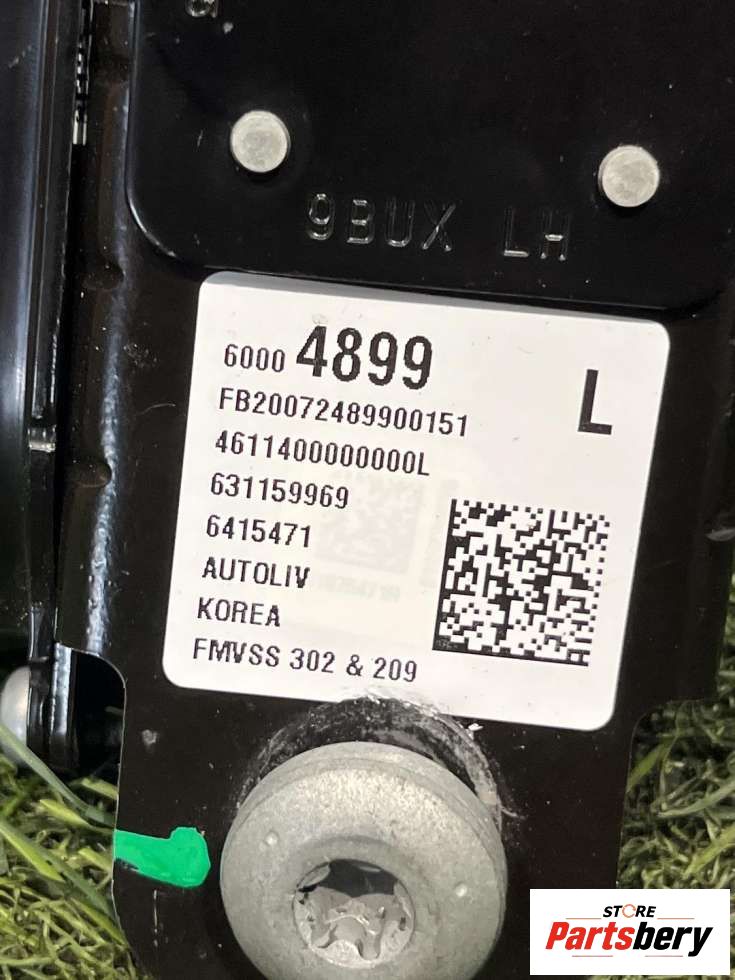 9BUX LH
6000 4899
L
FB20072489900151
4611400000000L
631159969
6415471
AUTOLIV
KOREA
FMVSS 302 & 209
STORE
Partsbery